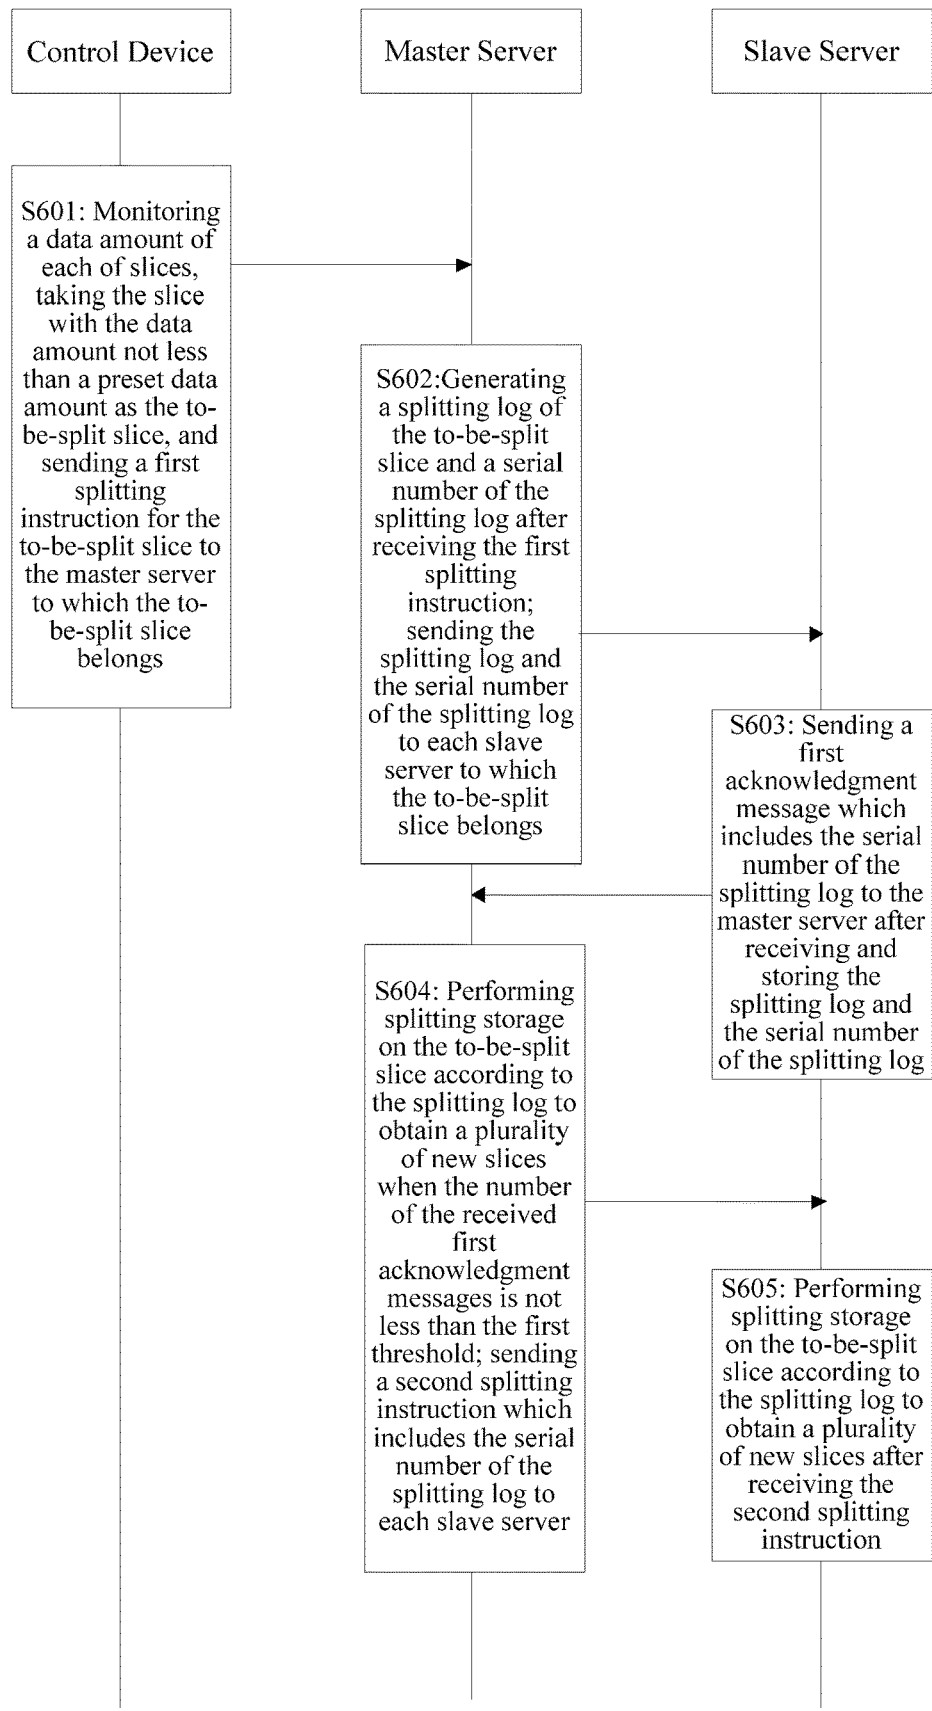 Control Device
Master Server
Slave Server
S601: Monitoring
a data amount of
each of slices,
taking the slice
with the data
amount not less
than a preset data
amount as the to-
be-split slice, and
sending a first
splitting
instruction for the
to-be-split slice to
the master server
to which the to-
be-split slice
belongs
S602:Generating
a splitting log of
the to-be-split
slice and a serial
number of the
splitting log after
receiving the first
splitting
instruction;
sending the
splitting log and
the serial number
of the splitting log
to each slave
server to which
the to-be-split
slice belongs
S603: Sending a
first
acknowledgment
message which
includes the serial
number of the
splitting log to the
master server after
receiving and
storing the
splitting log and
the serial number
of the splitting log
S604: Performing
splitting storage
on the to-be-split
slice according to
the splitting log to
obtain a plurality
of new slices
when the number
of the received
first
acknowledgment
messages is not
less than the first
threshold; sending
a second splitting
instruction which
includes the serial
number of the
splitting log to
each slave server
S605: Performing
splitting storage
on the to-be-split
slice according to
the splitting log to
obtain a plurality
of new slices after
receiving the
second splitting
instruction